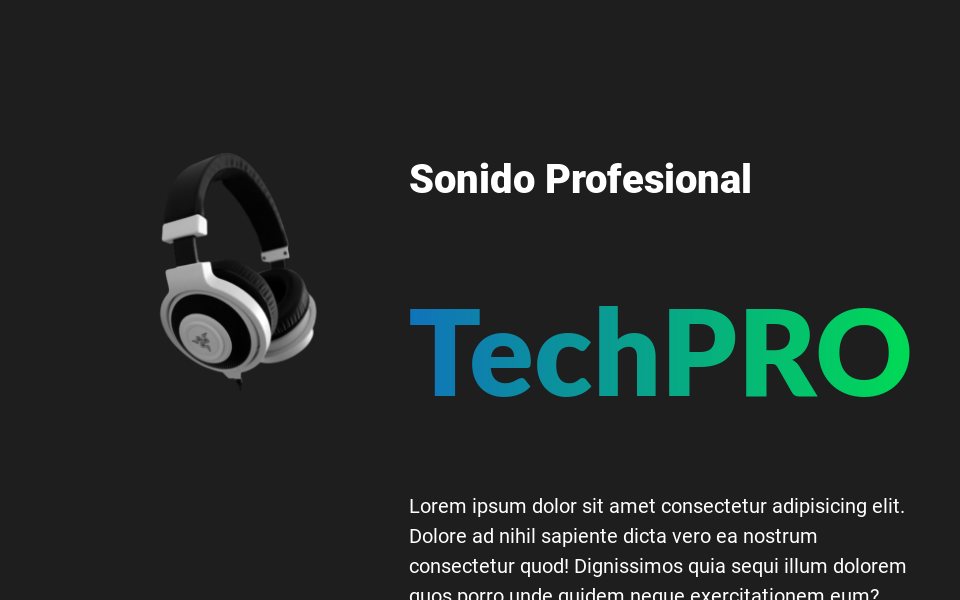 Sonido Profesional
TechPRO
Lorem ipsum dolor sit amet consectetur adipisicing elit.
Dolore ad nihil sapiente dicta vero ea nostrum
consectetur quod! Dignissimos quia sequi illum dolorem
quos porro unde quidem neque exercitationem eum?